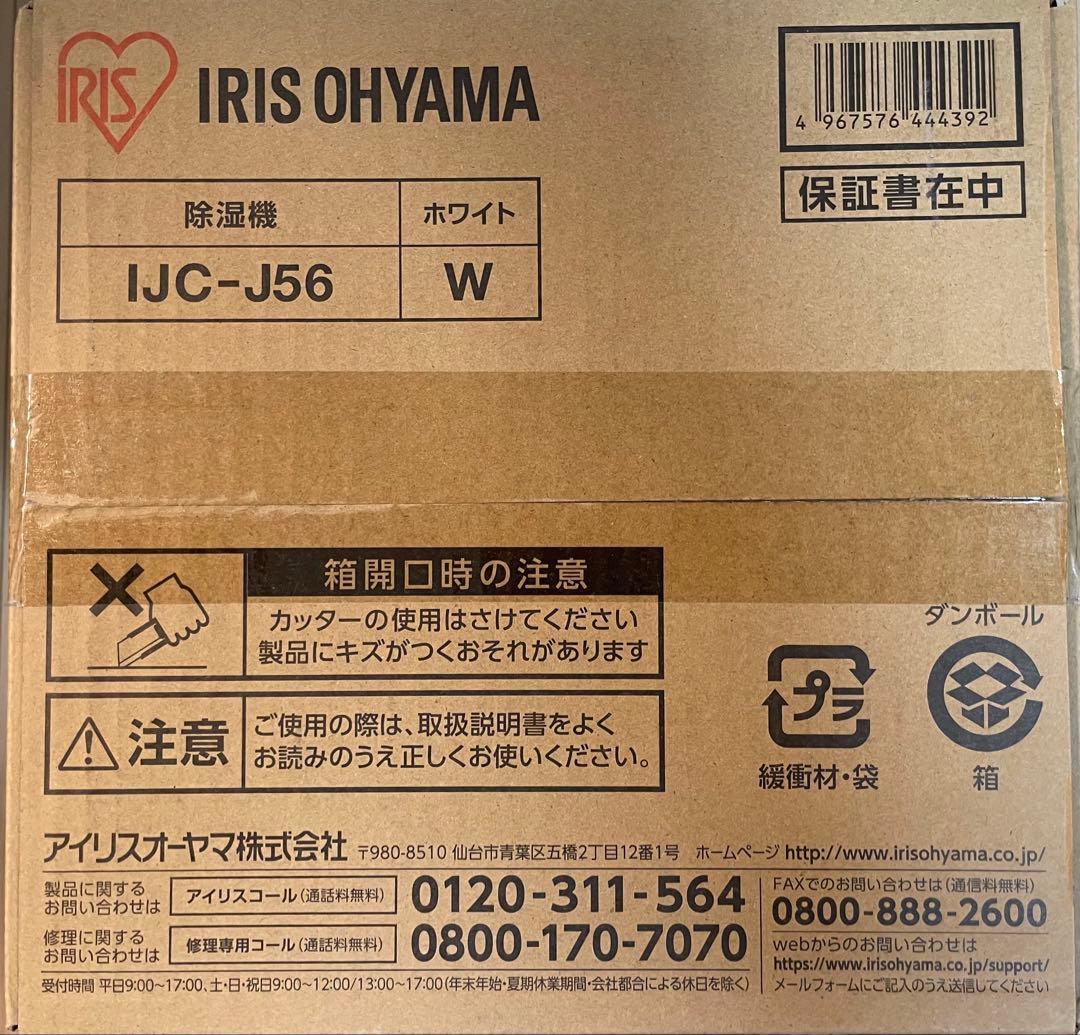 IRIS
IRIS OHYAMA
4 967576 444392
保証書在中
除湿機 ホワイト
IJC-J56 W
箱開口時の注意
カッターの使用はさけてください
製品にキズがつくおそれがあります
注意
ご使用の際は、取扱説明書をよく
お読みのうえ正しくお使いください。
プラ
緩衝材・袋
ダンボール
箱
アイリスオーヤマ株式会社 〒980-8510 仙台市青葉区五橋2丁目12番1号 ホームページ http://www.irisohyama.co.jp/
製品に関する
お問い合わせは アイリスコール(通話料無料) 0120-311-564
修理に関する
お問い合わせは 修理専用コール(通話料無料) 0800-170-7070
FAXでのお問い合わせは(通信料無料)
0800-888-2600
webからのお問い合わせは
https://www.irisohyama.co.jp/support/
メールフォームにご記入のうえ送信してください
受付時間 平日9:00~17:00、土・日・祝日9:00~12:00/13:00~17:00(年末年始・夏期休業期間・会社都合による休日を除く)